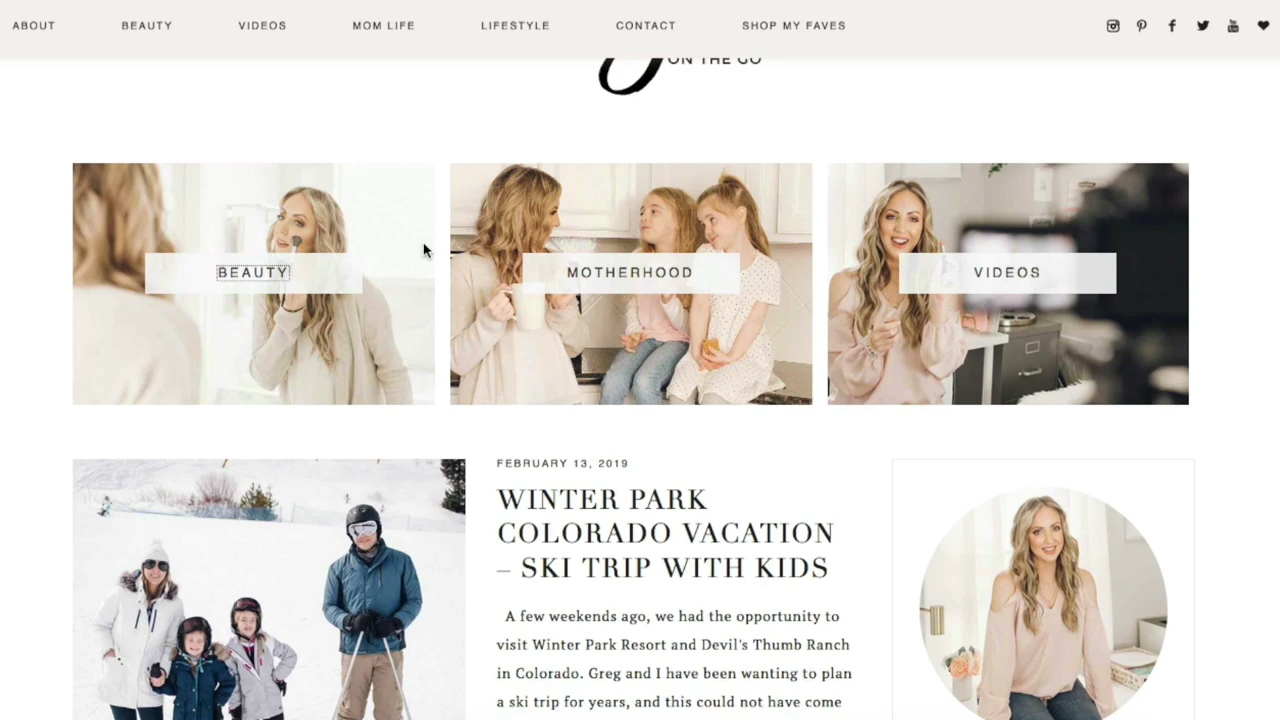 ABOUT BEAUTY VIDEOS MOM LIFE LIFESTYLE CONTACT SHOP MY FAVES
ON THE GO
BEAUTY MOTHERHOOD VIDEOS
FEBRUARY 13, 2019
WINTER PARK
COLORADO VACATION
– SKI TRIP WITH KIDS
A few weekends ago, we had the opportunity to
visit Winter Park Resort and Devil's Thumb Ranch
in Colorado. Greg and I have been wanting to plan
a ski trip for years, and this could not have come